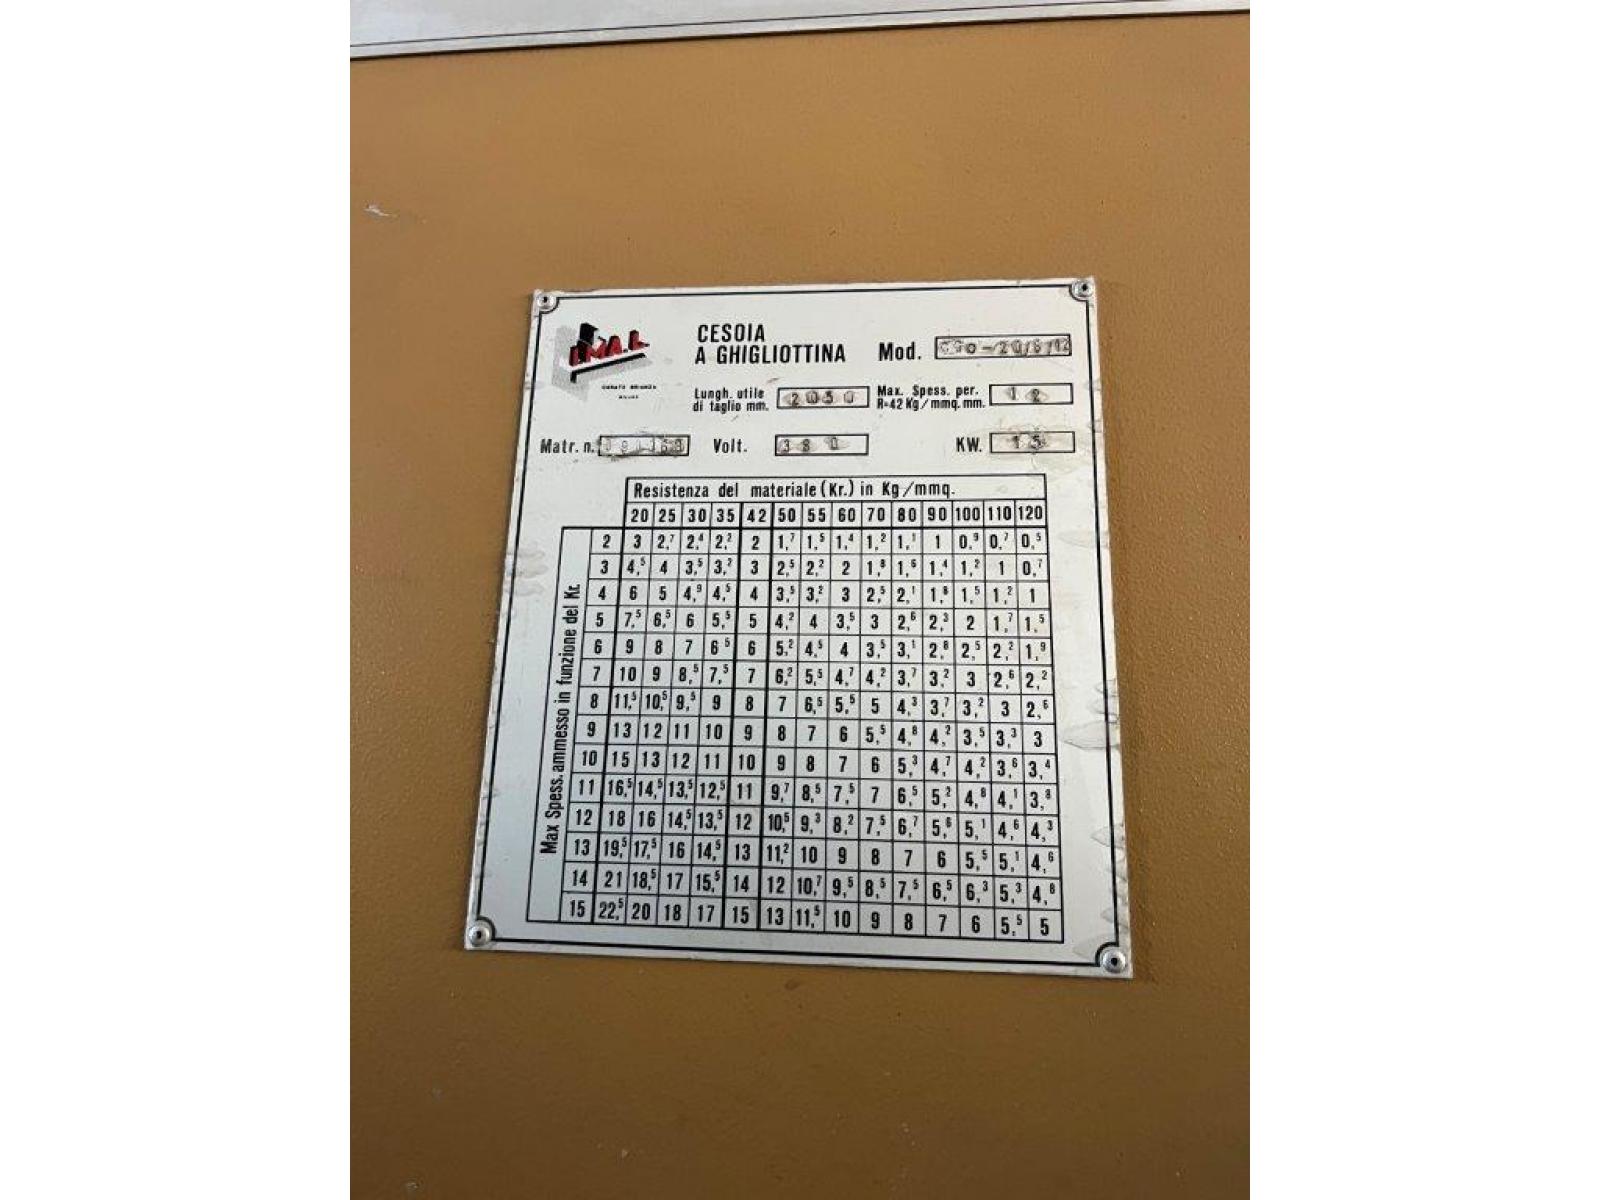 I.MA.L.
CARATE BRIANZA
MILANO
CESOIA
A GHIGLIOTTINA
Mod.
Lungh. utile
di taglio mm. 2050
Max. Spess. per.
R=42 Kg/mmq.mm. 12
Matr. n. Volt. 380 KW. 15
Resistenza del materiale (Kr.) in Kg/mmq.
20 25 30 35 42 50 55 60 70 80 90 100 110 120
Max Spess. ammesso in funzione del Kr.
2 3 2,7 2,4 2,2 2 1,7 1,5 1,4 1,2 1,1 1 0,9 0,7 0,5
3 4,5 4 3,5 3,2 3 2,5 2,2 2 1,8 1,6 1,4 1,2 1 0,7
4 6 5 4,9 4,5 4 3,5 3,2 3 2,5 2,1 1,8 1,5 1,2 1
5 7,5 6,5 6 5,5 5 4,2 4 3,5 3 2,6 2,3 2 1,7 1,5
6 9 8 7 6 5 6 5,2 4,5 4 3,5 3,1 2,8 2,5 2,2 1,9
7 10 9 8,5 7,5 7 6,2 5,5 4,7 4,2 3,7 3,2 3 2,6 2,2
8 11,5 10,5 9,5 9 8 7 6,5 5,5 5 4,3 3,7 3,2 3 2,6
9 13 12 11 10 9 8 7 6 5,5 4,8 4,2 3,5 3,3 3
10 15 13 12 11 10 9 8 7 6 5,3 4,7 4,2 3,6 3,4
11 16,5 14,5 13,5 12,5 11 9,7 8,5 7,5 7 6,5 5,2 4,8 4,1 3,8
12 18 16 14,5 13,5 12 10,5 9,3 8,2 7,5 6,7 5,6 5,1 4,6 4,3
13 19,5 17,5 16 14,5 13 11,2 10 9 8 7 6 5,5 5,1 4,6
14 21 18,5 17 15,5 14 12 10,7 9,5 8,5 7,5 6,5 6,3 5,3 4,8
15 22,5 20 18 17 15 13 11,5 10 9 8 7 6 5,5 5